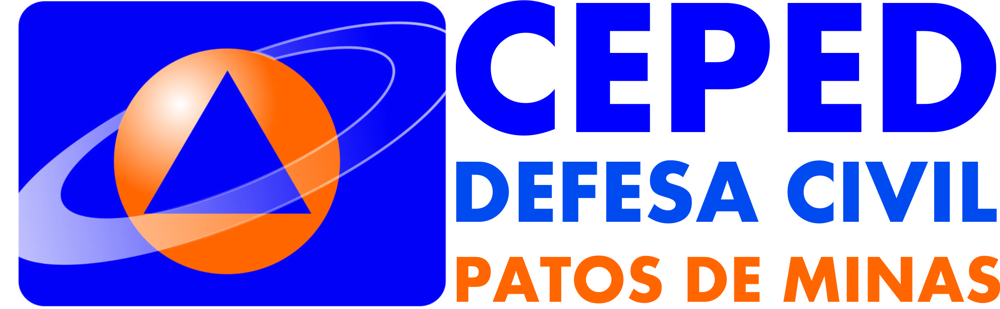 CEPED
DEFESA CIVIL
PATOS DE MINAS